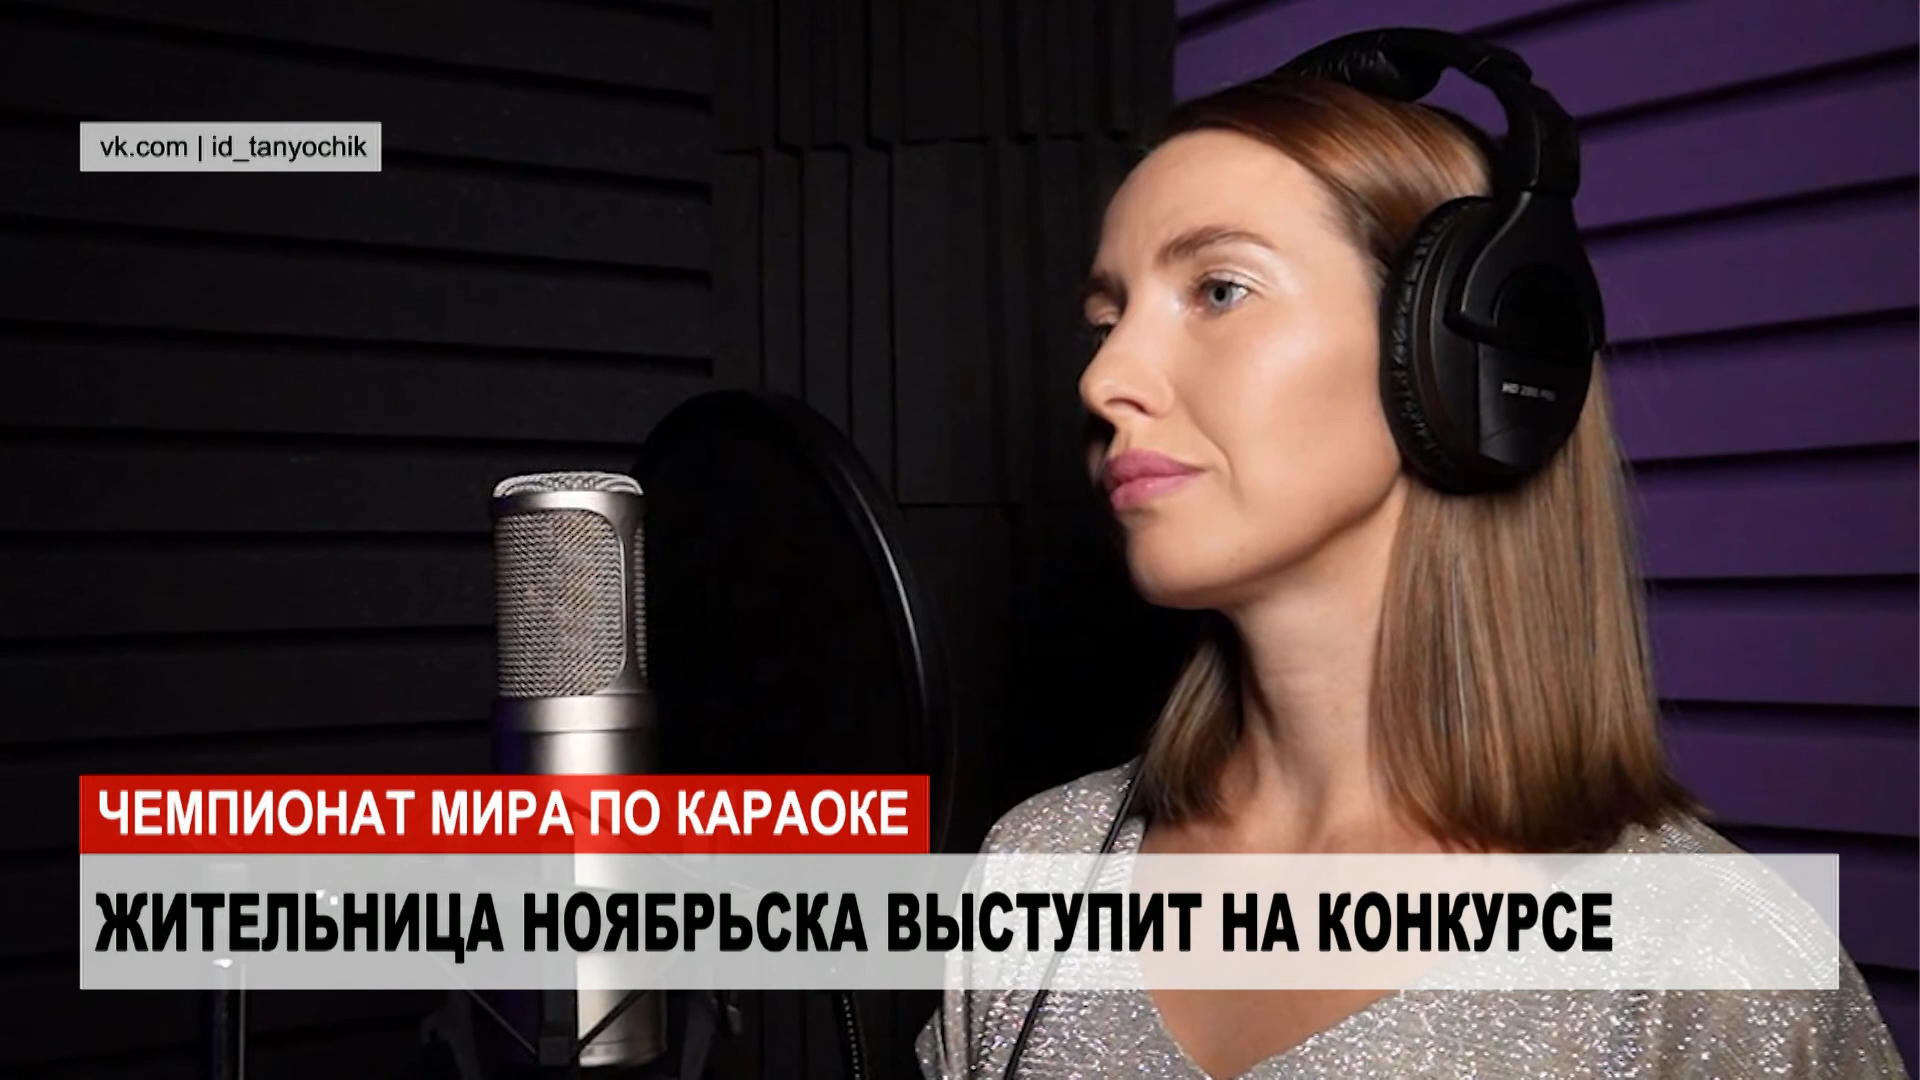 vk.com | id_tanyochik
ЧЕМПИОНАТ МИРА ПО КАРАОКЕ
ЖИТЕЛЬНИЦА НОЯБРЬСКА ВЫСТУПИТ НА КОНКУРСЕ